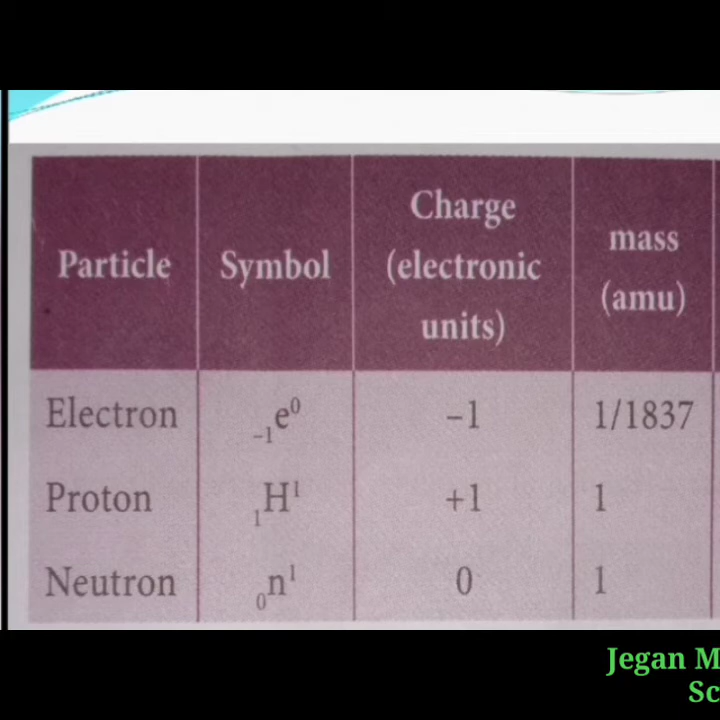 Particle Symbol Charge (electronic units) mass (amu)
Electron ₋₁e⁰ −1 1/1837
Proton ₁H¹ +1 1
Neutron ₀n¹ 0 1
Jegan M
Sc